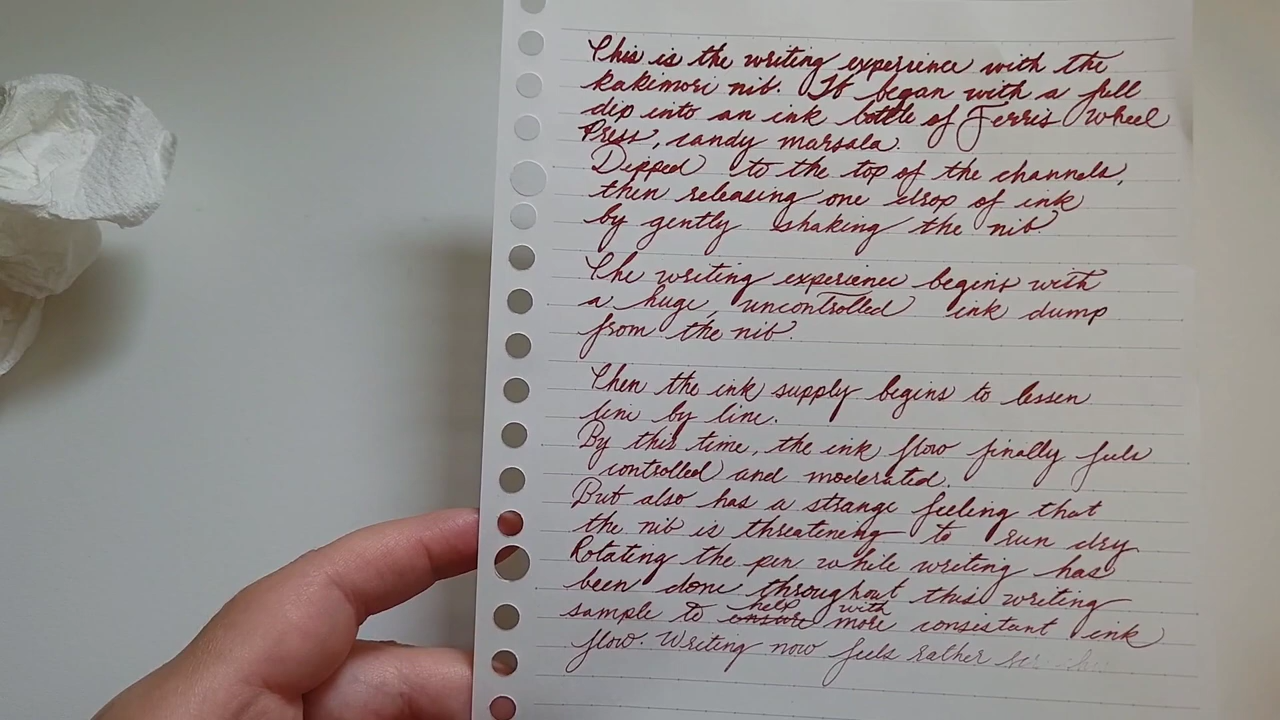 This is the writing experience with the
kakimori nib. It began with a full
dip into an ink bottle of Ferris Wheel
Press, candy marsala.
Dipped to the top of the channels,
then releasing one drop of ink
by gently shaking the nib.
The writing experience begins with
a huge, uncontrolled ink dump
from the nib.
Then the ink supply begins to lessen
line by line.
By this time, the ink flow finally feels
controlled and moderated.
But also has a strange feeling that
the nib is threatening to run dry
Rotating the pen while writing has
been done throughout this writing
help with
sample to ensure more consistant ink
flow. Writing now feels rather